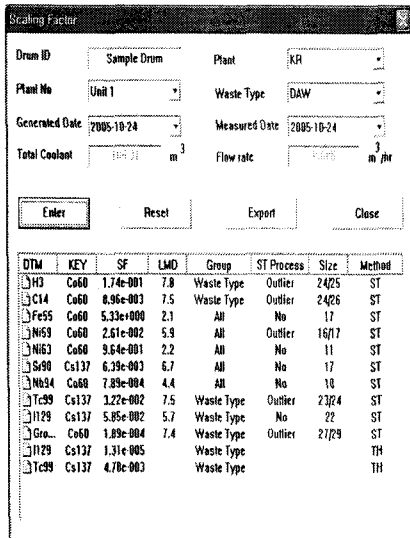 Scaling Factor
Drum ID Sample Drum Plant KR
Plant No Unit 1 Waste Type DAW
Generated Date 2005-10-24 Measured Date 2005-10-24
Total Coolant m3 Flow rate m3/hr
Enter Reset Export Close
DTM KEY SF LMD Group ST Process Size Method
H3 Co60 1.74e-001 7.8 Waste Type Outlier 24/25 ST
C14 Co60 8.96e-003 7.5 Waste Type Outlier 24/26 ST
Fe55 Co60 5.33e+000 2.1 All No 17 ST
Ni59 Co60 2.61e-002 5.9 All Outlier 16/17 ST
Ni63 Co60 9.64e-001 2.2 All No 11 ST
Sr90 Cs137 6.39e-003 6.7 All No 17 ST
Nb94 Co60 7.89e-004 4.4 All No 10 ST
Tc99 Cs137 3.22e-002 7.5 Waste Type Outlier 23/24 ST
I129 Cs137 5.85e-002 5.7 Waste Type No 22 ST
Gro... Co60 1.89e-004 7.4 Waste Type Outlier 27/29 ST
I129 Cs137 1.31e-005 Waste Type TH
Tc99 Cs137 4.78e-003 Waste Type TH